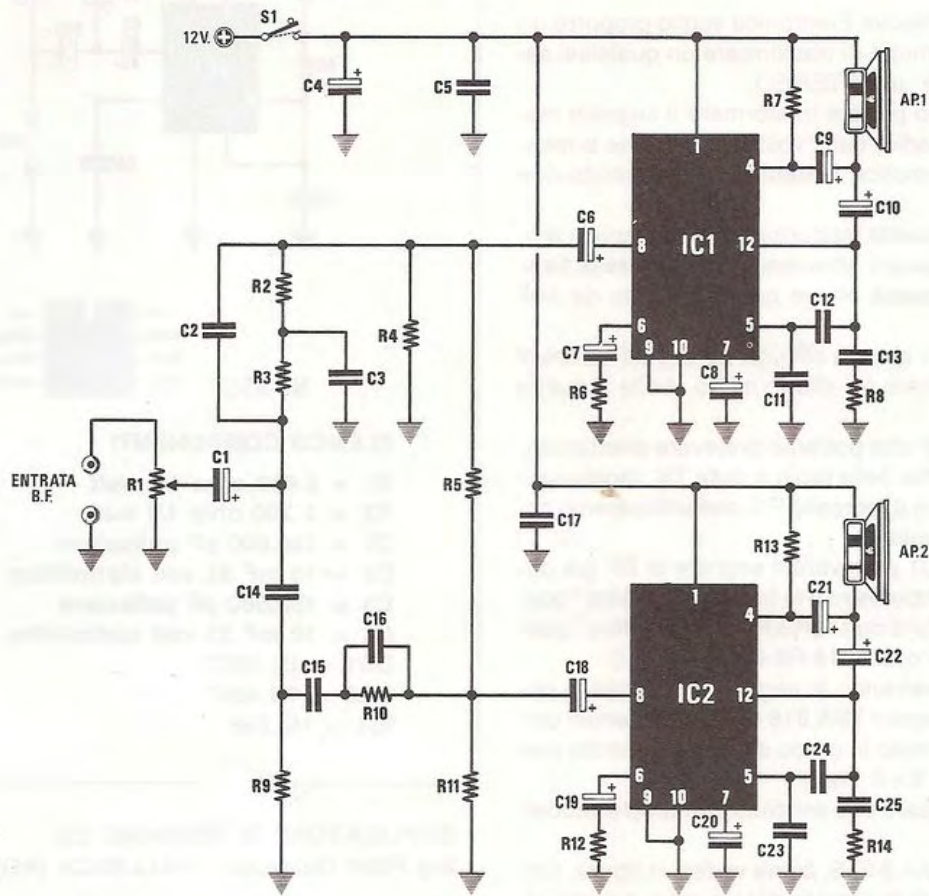 12V.
S1
C4
C5
R7
AP.1
C9
C10
1
4
IC1
8
12
6
5
9
10
7
C6
C7
R6
C8
C12
C11
C13
R8
C2
R2
R3
C3
R4
R5
ENTRATA
B.F.
R1
C1
C14
C15
C16
R10
R9
R11
C17
C18
R13
AP.2
C21
C22
1
4
IC2
8
12
6
5
9
10
7
C19
R12
C20
C24
C23
C25
R14